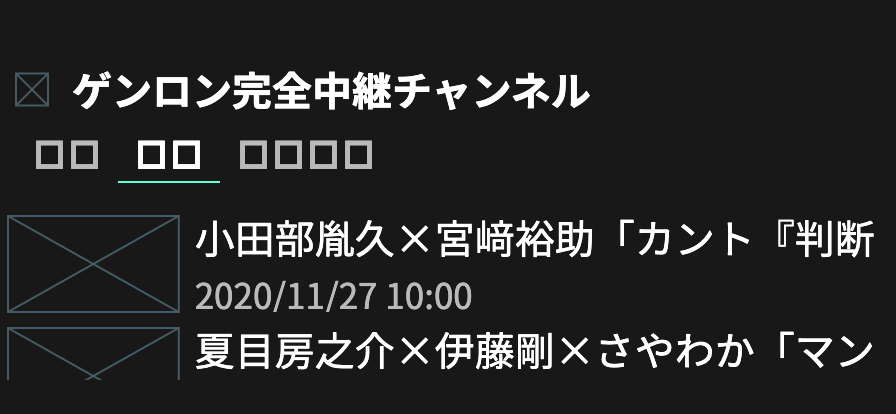 ゲンロン完全中継チャンネル
小田部胤久×宮﨑裕助「カント『判断
2020/11/27 10:00
夏目房之介×伊藤剛×さやわか「マン